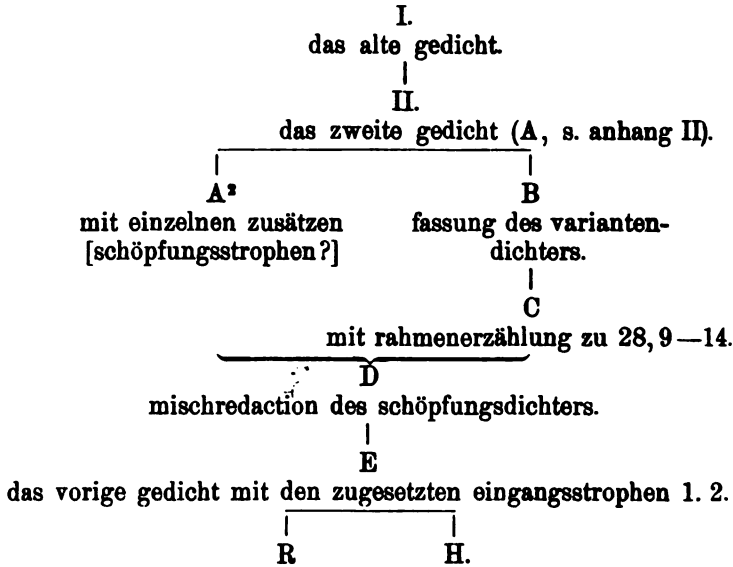 I.
das alte gedicht.
II.
das zweite gedicht (A, s. anhang II).
A² B
mit einzelnen zusätzen fassung des varianten-
[schöpfungsstrophen?] dichters.
C
mit rahmenerzählung zu 28, 9—14.
D
mischredaction des schöpfungsdichters.
E
das vorige gedicht mit den zugesetzten eingangsstrophen 1. 2.
R H.